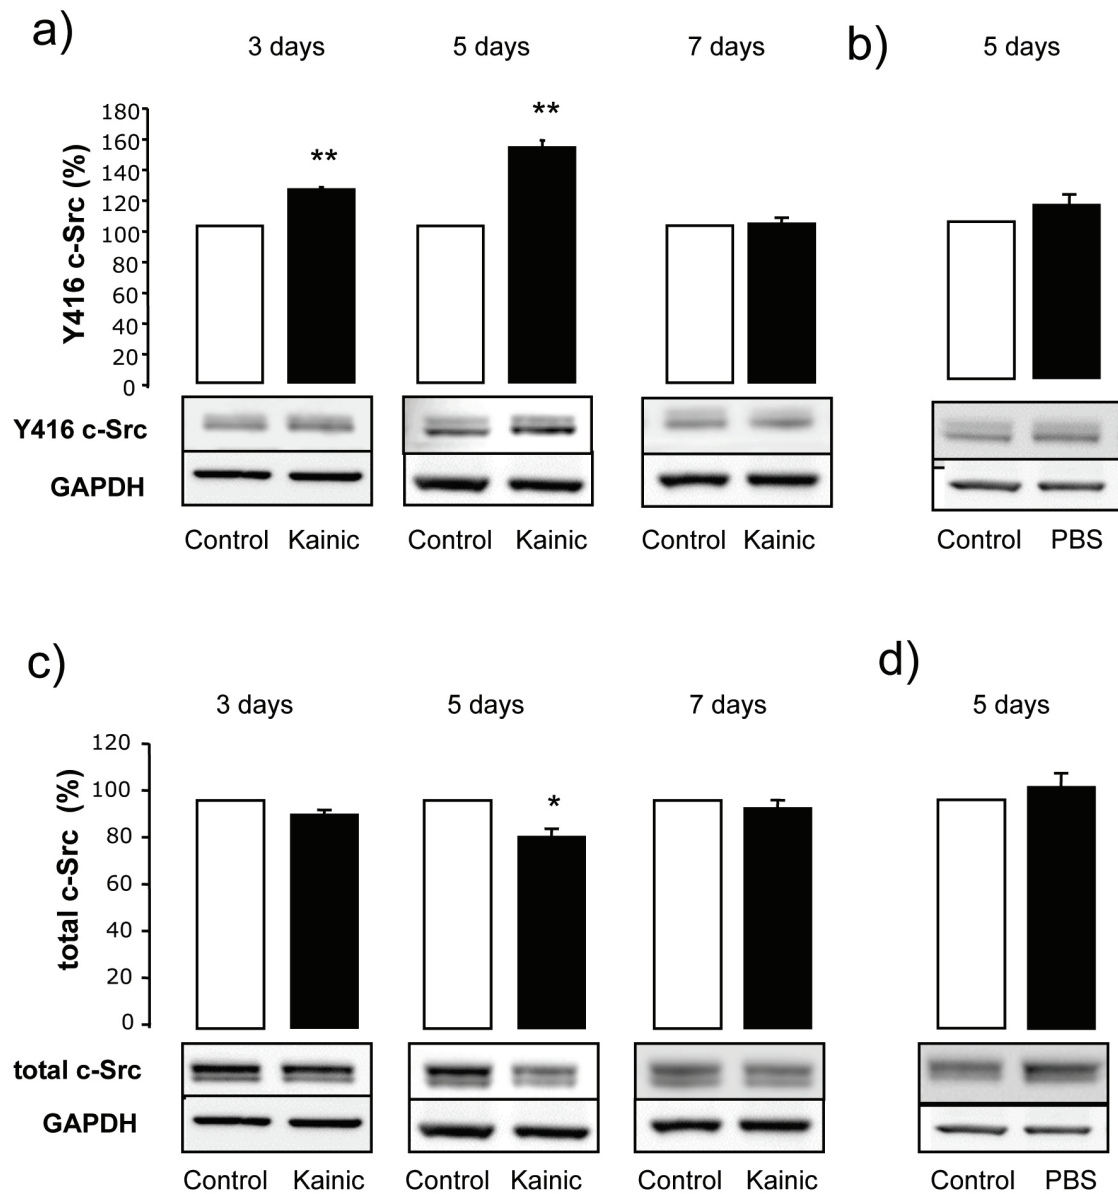 a)
3 days
5 days
7 days
b)
5 days
Y416 c-Src (%)
180
160
140
120
100
80
60
40
20
0
**
**
Y416 c-Src
GAPDH
Control Kainic
Control Kainic
Control Kainic
Control PBS
c)
3 days
5 days
7 days
d)
5 days
total c-Src (%)
120
100
80
60
40
20
0
*
total c-Src
GAPDH
Control Kainic
Control Kainic
Control Kainic
Control PBS